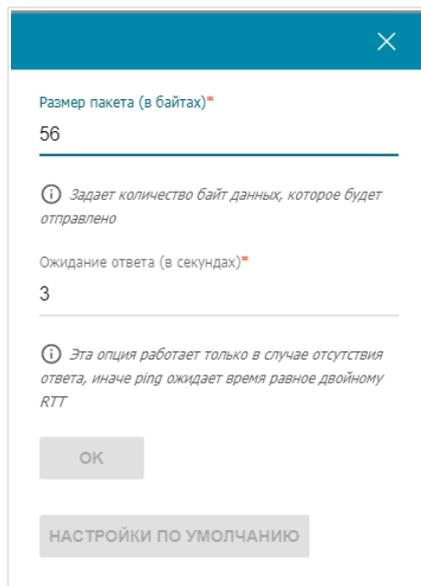 Размер пакета (в байтах)*
56
Задает количество байт данных, которое будет
отправлено
Ожидание ответа (в секундах)*
3
Эта опция работает только в случае отсутствия
ответа, иначе ping ожидает время равное двойному
RTT
OK
НАСТРОЙКИ ПО УМОЛЧАНИЮ